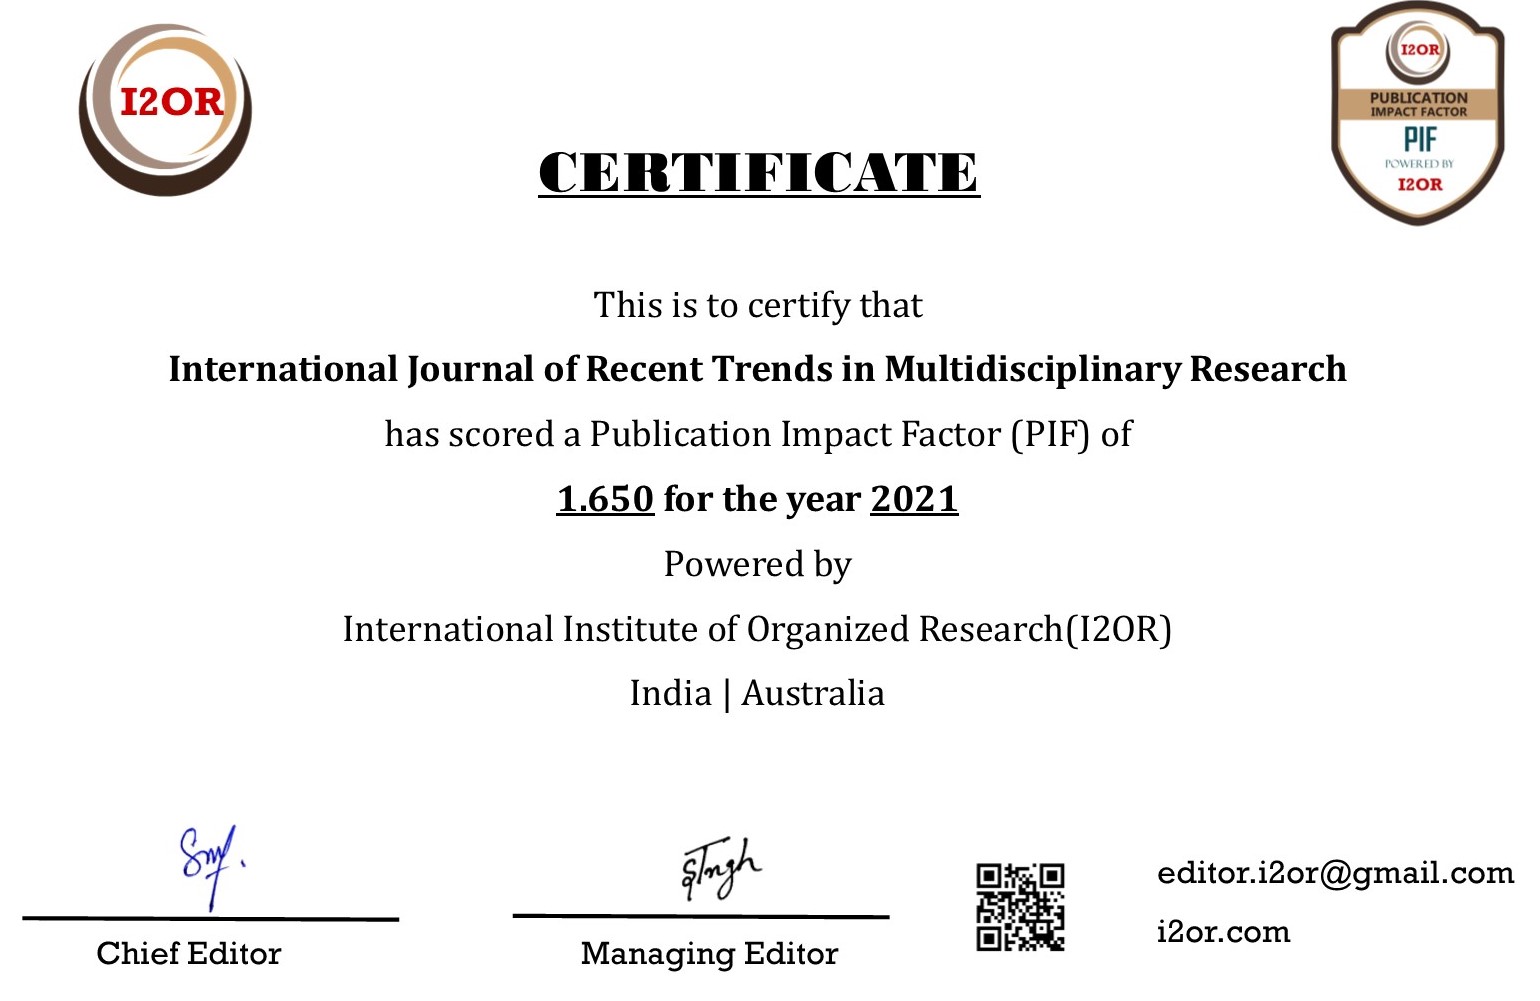 I2OR
I2OR
PUBLICATION
IMPACT FACTOR
PIF
POWERED BY
I2OR
CERTIFICATE
This is to certify that
International Journal of Recent Trends in Multidisciplinary Research
has scored a Publication Impact Factor (PIF) of
1.650 for the year 2021
Powered by
International Institute of Organized Research(I2OR)
India | Australia
Chief Editor
Managing Editor
editor.i2or@gmail.com
i2or.com